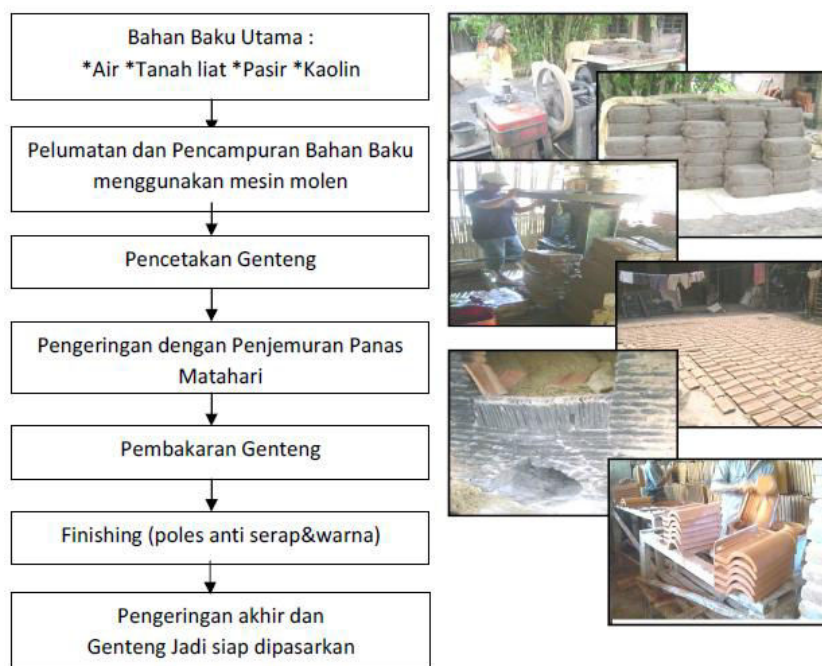 Bahan Baku Utama :
*Air *Tanah liat *Pasir *Kaolin
Pelumatan dan Pencampuran Bahan Baku
menggunakan mesin molen
Pencetakan Genteng
Pengeringan dengan Penjemuran Panas
Matahari
Pembakaran Genteng
Finishing (poles anti serap&warna)
Pengeringan akhir dan
Genteng Jadi siap dipasarkan